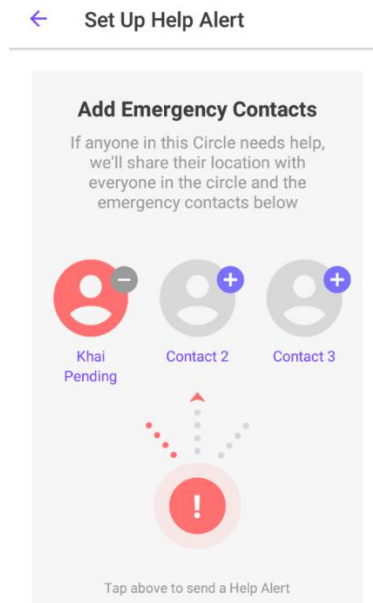 Set Up Help Alert
Add Emergency Contacts
If anyone in this Circle needs help,
we'll share their location with
everyone in the circle and the
emergency contacts below
Khai
Pending
Contact 2
Contact 3
!
Tap above to send a Help Alert